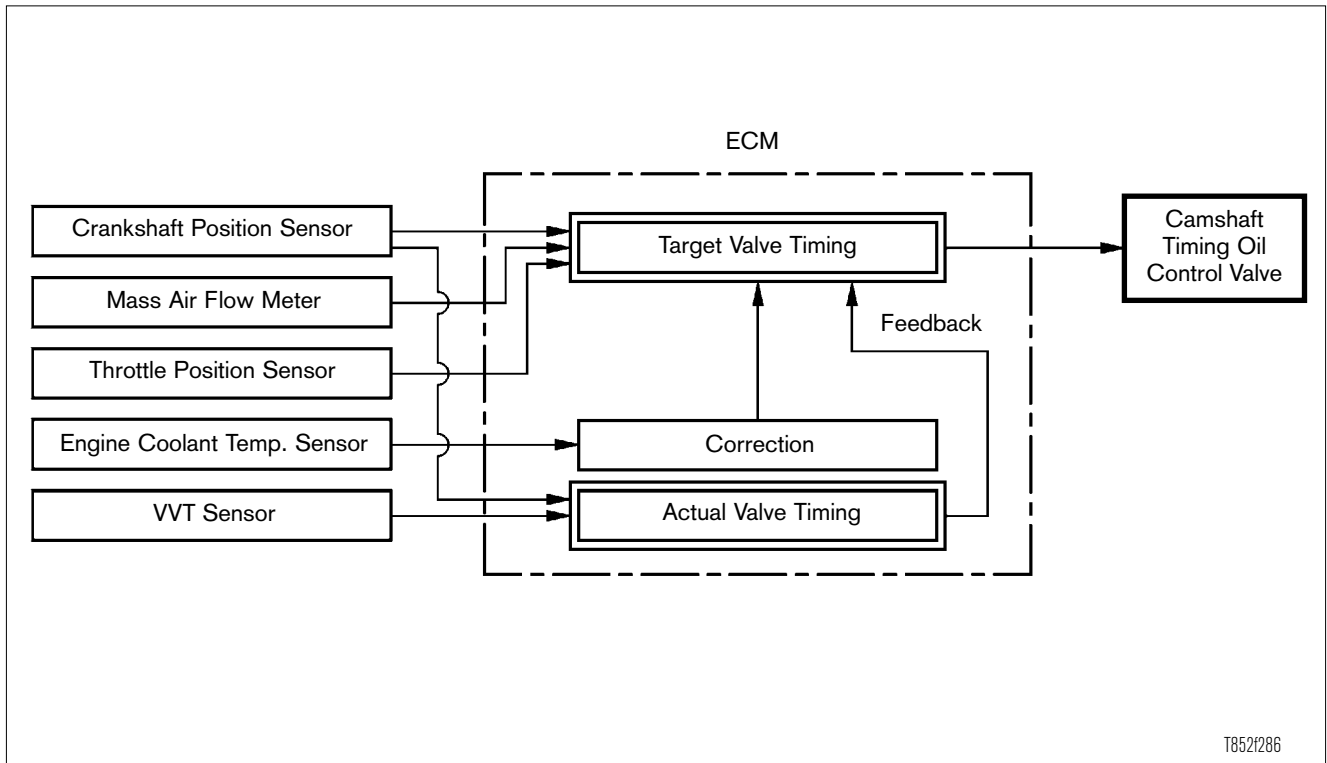 ECM
Crankshaft Position Sensor
Mass Air Flow Meter
Throttle Position Sensor
Engine Coolant Temp. Sensor
VVT Sensor
Target Valve Timing
Feedback
Correction
Actual Valve Timing
Camshaft
Timing Oil
Control Valve
T852f286